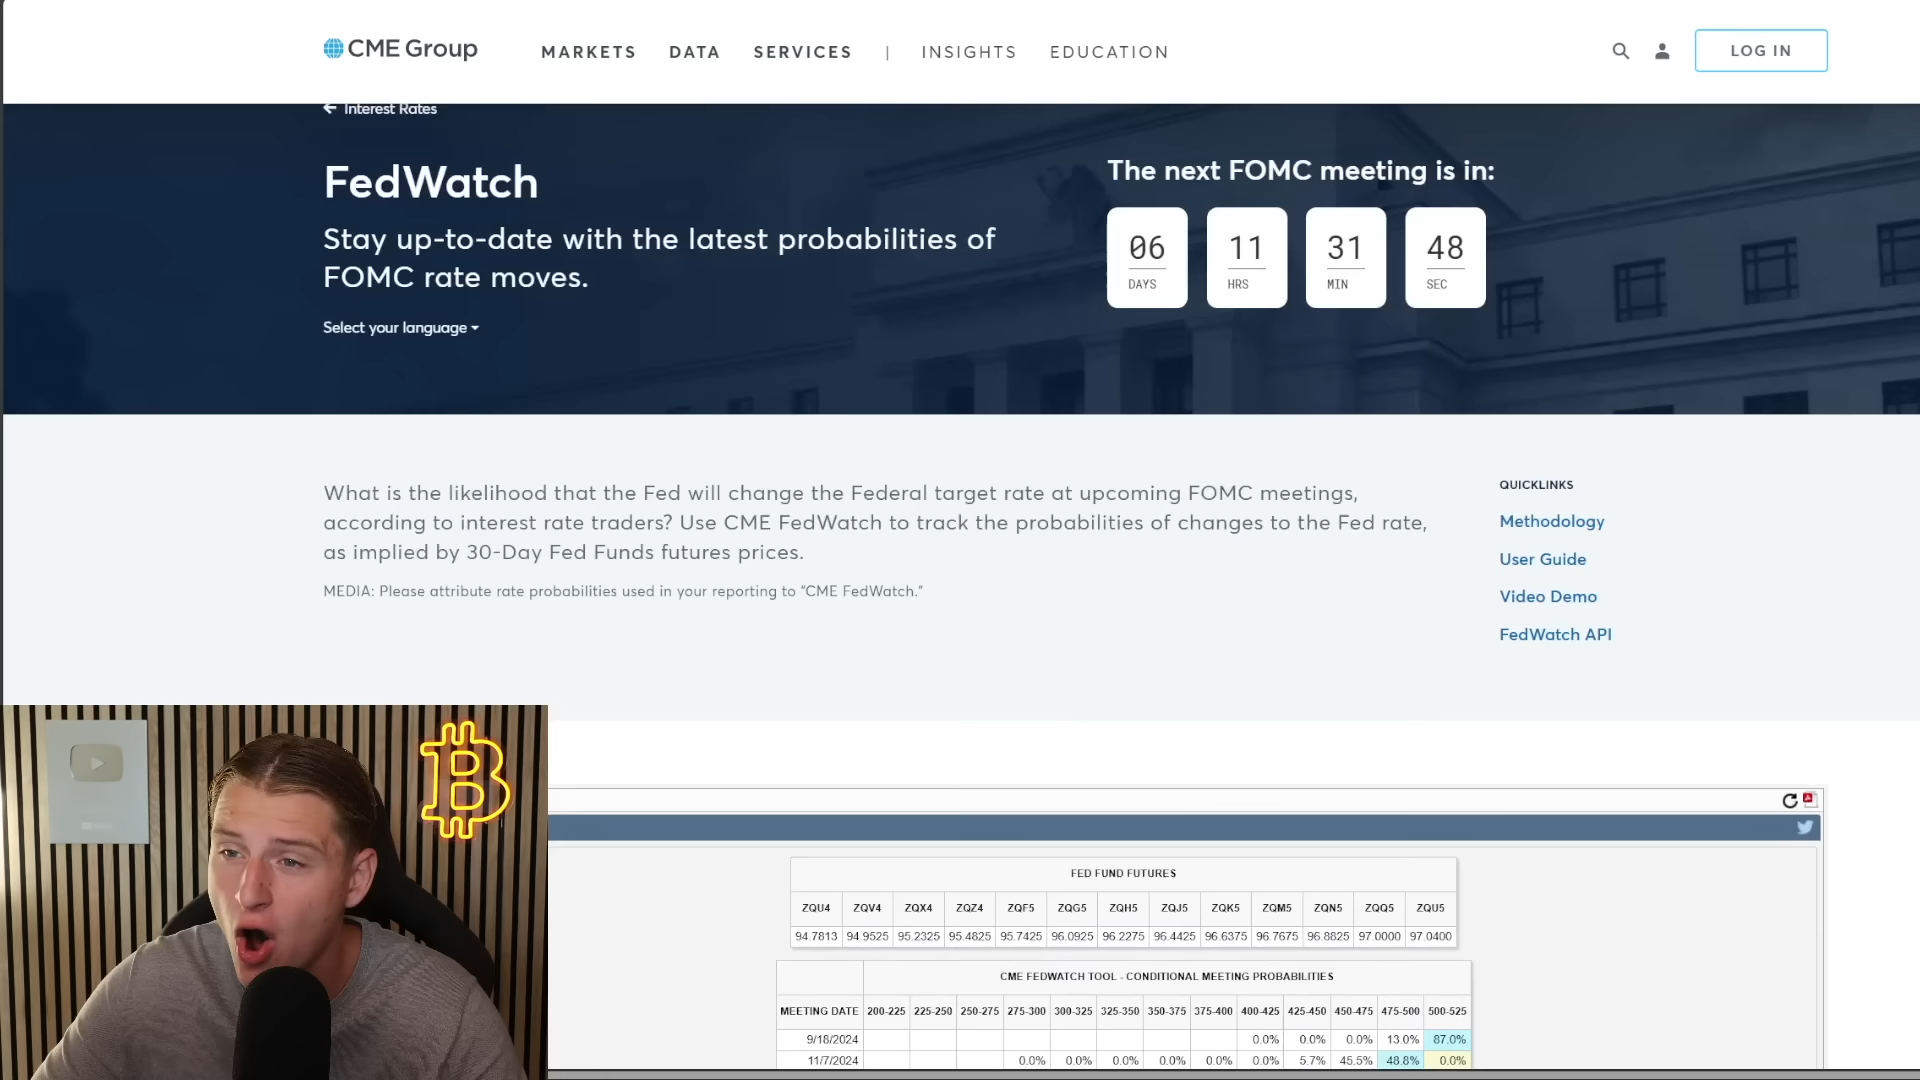 CME Group
MARKETS DATA SERVICES | INSIGHTS EDUCATION
LOG IN
Interest Rates
FedWatch
Stay up-to-date with the latest probabilities of
FOMC rate moves.
Select your language
The next FOMC meeting is in:
06 11 31 48
DAYS HRS MIN SEC
What is the likelihood that the Fed will change the Federal target rate at upcoming FOMC meetings,
according to interest rate traders? Use CME FedWatch to track the probabilities of changes to the Fed rate,
as implied by 30-Day Fed Funds futures prices.
MEDIA: Please attribute rate probabilities used in your reporting to “CME FedWatch.”
QUICKLINKS
Methodology
User Guide
Video Demo
FedWatch API
FED FUND FUTURES
ZQU4 ZQV4 ZQX4 ZQZ4 ZQF5 ZQG5 ZQH5 ZQJ5 ZQK5 ZQM5 ZQN5 ZQQ5 ZQU5
94.7813 94.9525 95.2325 95.4825 95.7425 96.0925 96.2275 96.4425 96.6375 96.7675 96.8825 97.0000 97.0400
CME FEDWATCH TOOL - CONDITIONAL MEETING PROBABILITIES
MEETING DATE 200-225 225-250 250-275 275-300 300-325 325-350 350-375 375-400 400-425 425-450 450-475 475-500 500-525
9/18/2024 0.0% 0.0% 0.0% 13.0% 87.0%
11/7/2024 0.0% 0.0% 0.0% 0.0% 0.0% 0.0% 5.7% 45.5% 48.8% 0.0%